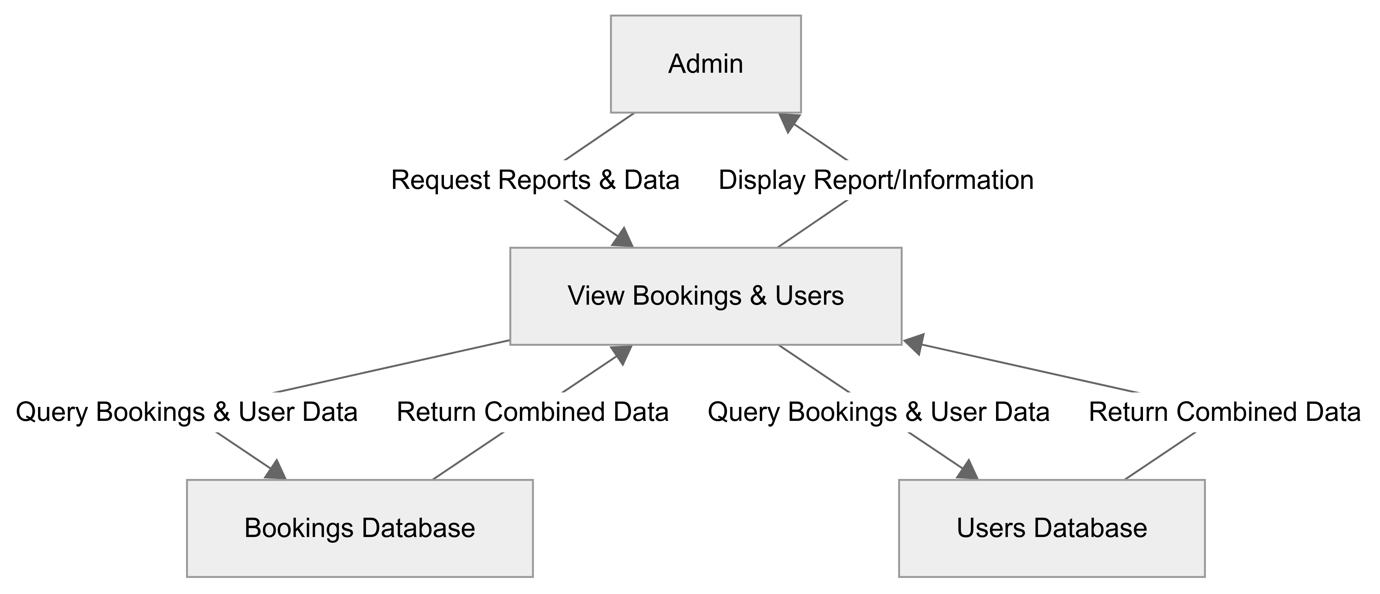 Admin
Request Reports & Data
Display Report/Information
View Bookings & Users
Query Bookings & User Data
Return Combined Data
Query Bookings & User Data
Return Combined Data
Bookings Database
Users Database